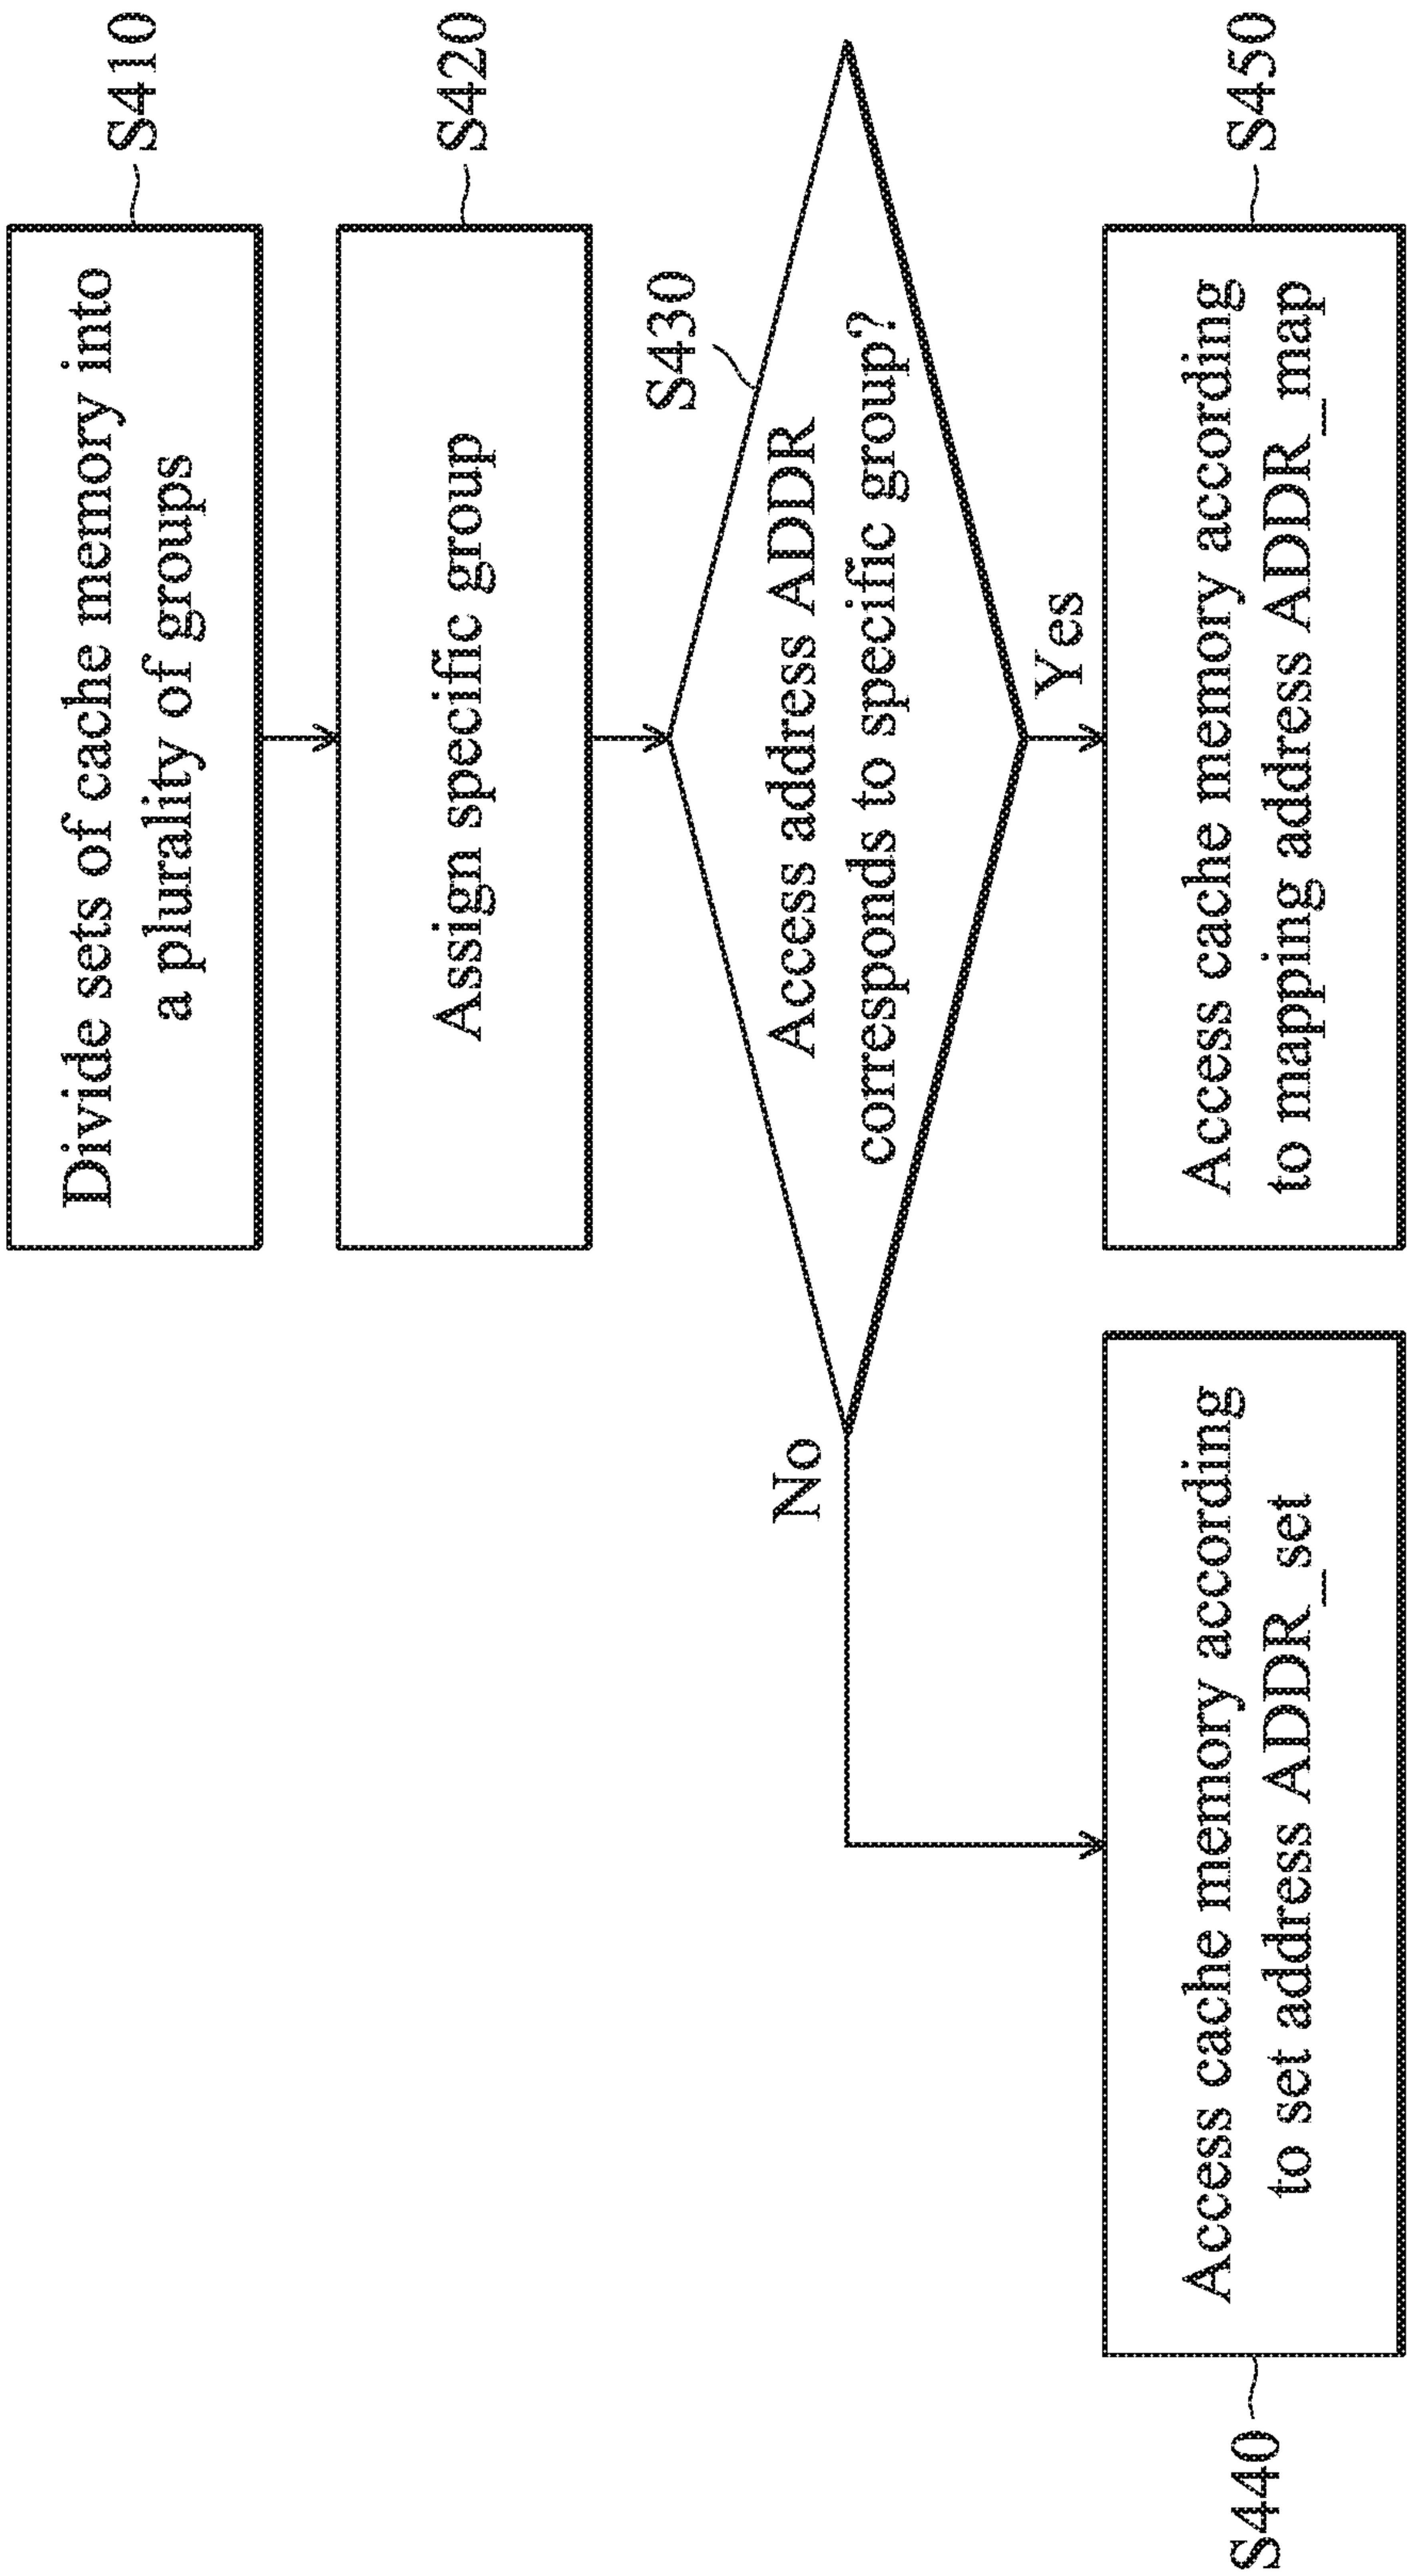 Divide sets of cache memory into
a plurality of groups
S410
Assign specific group
S420
S430
Access address ADDR
corresponds to specific group?
No
Yes
Access cache memory according
to set address ADDR_set
S440
Access cache memory according
to mapping address ADDR_map
S450